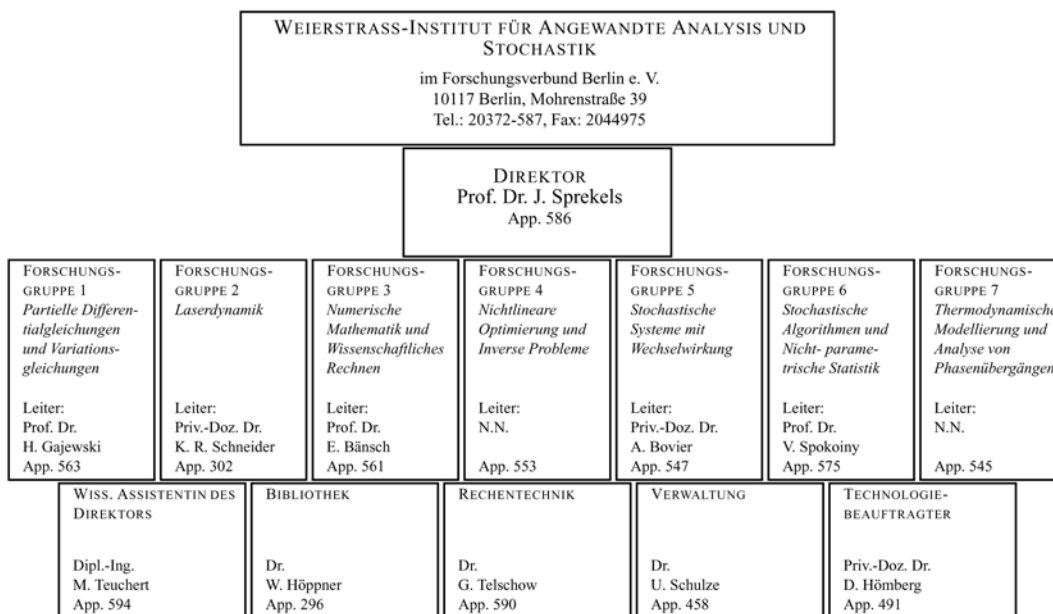 WEIERSTRASS-INSTITUT FÜR ANGEWANDTE ANALYSIS UND
STOCHASTIK
im Forschungsverbund Berlin e. V.
10117 Berlin, Mohrenstraße 39
Tel.: 20372-587, Fax: 2044975
DIREKTOR
Prof. Dr. J. Sprekels
App. 586
FORSCHUNGS-
GRUPPE 1
Partielle Differen-
tialgleichungen
und Variations-
gleichungen
Leiter:
Prof. Dr.
H. Gajewski
App. 563
FORSCHUNGS-
GRUPPE 2
Laserdynamik
Leiter:
Priv.-Doz. Dr.
K. R. Schneider
App. 302
FORSCHUNGS-
GRUPPE 3
Numerische
Mathematik und
Wissenschaftliches
Rechnen
Leiter:
Prof. Dr.
E. Bänsch
App. 561
FORSCHUNGS-
GRUPPE 4
Nichtlineare
Optimierung und
Inverse Probleme
Leiter:
N.N.
App. 553
FORSCHUNGS-
GRUPPE 5
Stochastische
Systeme mit
Wechselwirkung
Leiter:
Priv.-Doz. Dr.
A. Bovier
App. 547
FORSCHUNGS-
GRUPPE 6
Stochastische
Algorithmen und
Nicht- parame-
trische Statistik
Leiter:
Prof. Dr.
V. Spokoiny
App. 575
FORSCHUNGS-
GRUPPE 7
Thermodynamische
Modellierung und
Analyse von
Phasenübergängen
Leiter:
N.N.
App. 545
WISS. ASSISTENTIN DES
DIREKTORS
Dipl.-Ing.
M. Teuchert
App. 594
BIBLIOTHEK
Dr.
W. Höppner
App. 296
RECHENTECHNIK
Dr.
G. Telschow
App. 590
VERWALTUNG
Dr.
U. Schulze
App. 458
TECHNOLOGIE-
BEAUFTRAGTER
Priv.-Doz. Dr.
D. Hömberg
App. 491